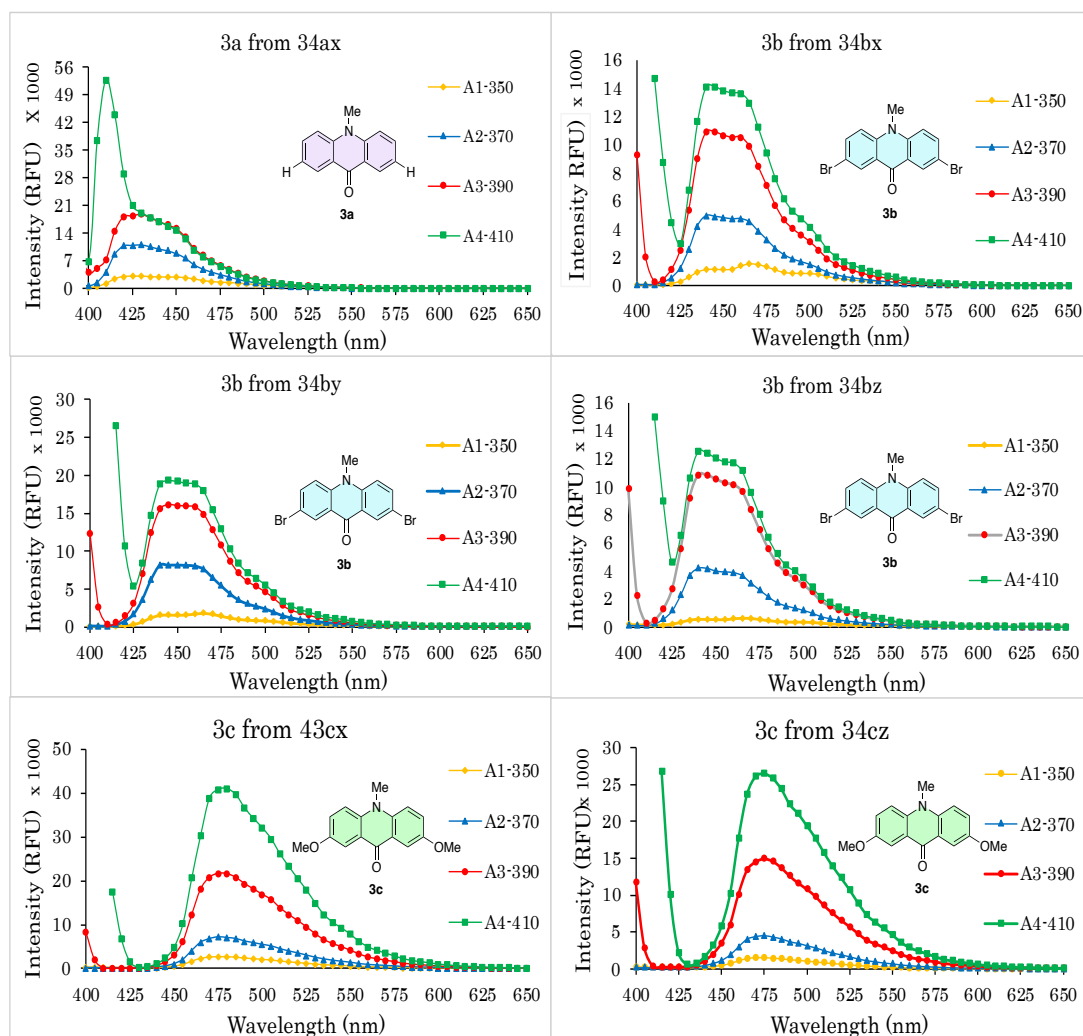 3a from 34ax
Intensity (RFU) x 1000
56
49
42
35
28
21
14
7
0
400 425 450 475 500 525 550 575 600 625 650
Wavelength (nm)
A1-350
A2-370
A3-390
A4-410
Me
N
H H
O
3a
3b from 34bx
Intensity RFU) x 1000
16
14
12
10
8
6
4
2
0
400 425 450 475 500 525 550 575 600 625 650
Wavelength (nm)
A1-350
A2-370
A3-390
A4-410
Me
N
Br Br
O
3b
3b from 34by
Intensity (RFU) x 1000
30
25
20
15
10
5
0
400 425 450 475 500 525 550 575 600 625 650
Wavelength (nm)
A1-350
A2-370
A3-390
A4-410
Me
N
Br Br
O
3b
3b from 34bz
Intensity (RFU) x 1000
16
14
12
10
8
6
4
2
0
400 425 450 475 500 525 550 575 600 625 650
Wavelength (nm)
A1-350
A2-370
A3-390
A4-410
Me
N
Br Br
O
3b
3c from 43cx
Intensity (RFU) x 1000
50
40
30
20
10
0
400 425 450 475 500 525 550 575 600 625 650
Wavelength (nm)
A1-350
A2-370
A3-390
A4-410
Me
N
MeO OMe
O
3c
3c from 34cz
Intensity (RFU)x 1000
30
25
20
15
10
5
0
400 425 450 475 500 525 550 575 600 625 650
Wavelength (nm)
A1-350
A2-370
A3-390
A4-410
Me
N
MeO OMe
O
3c